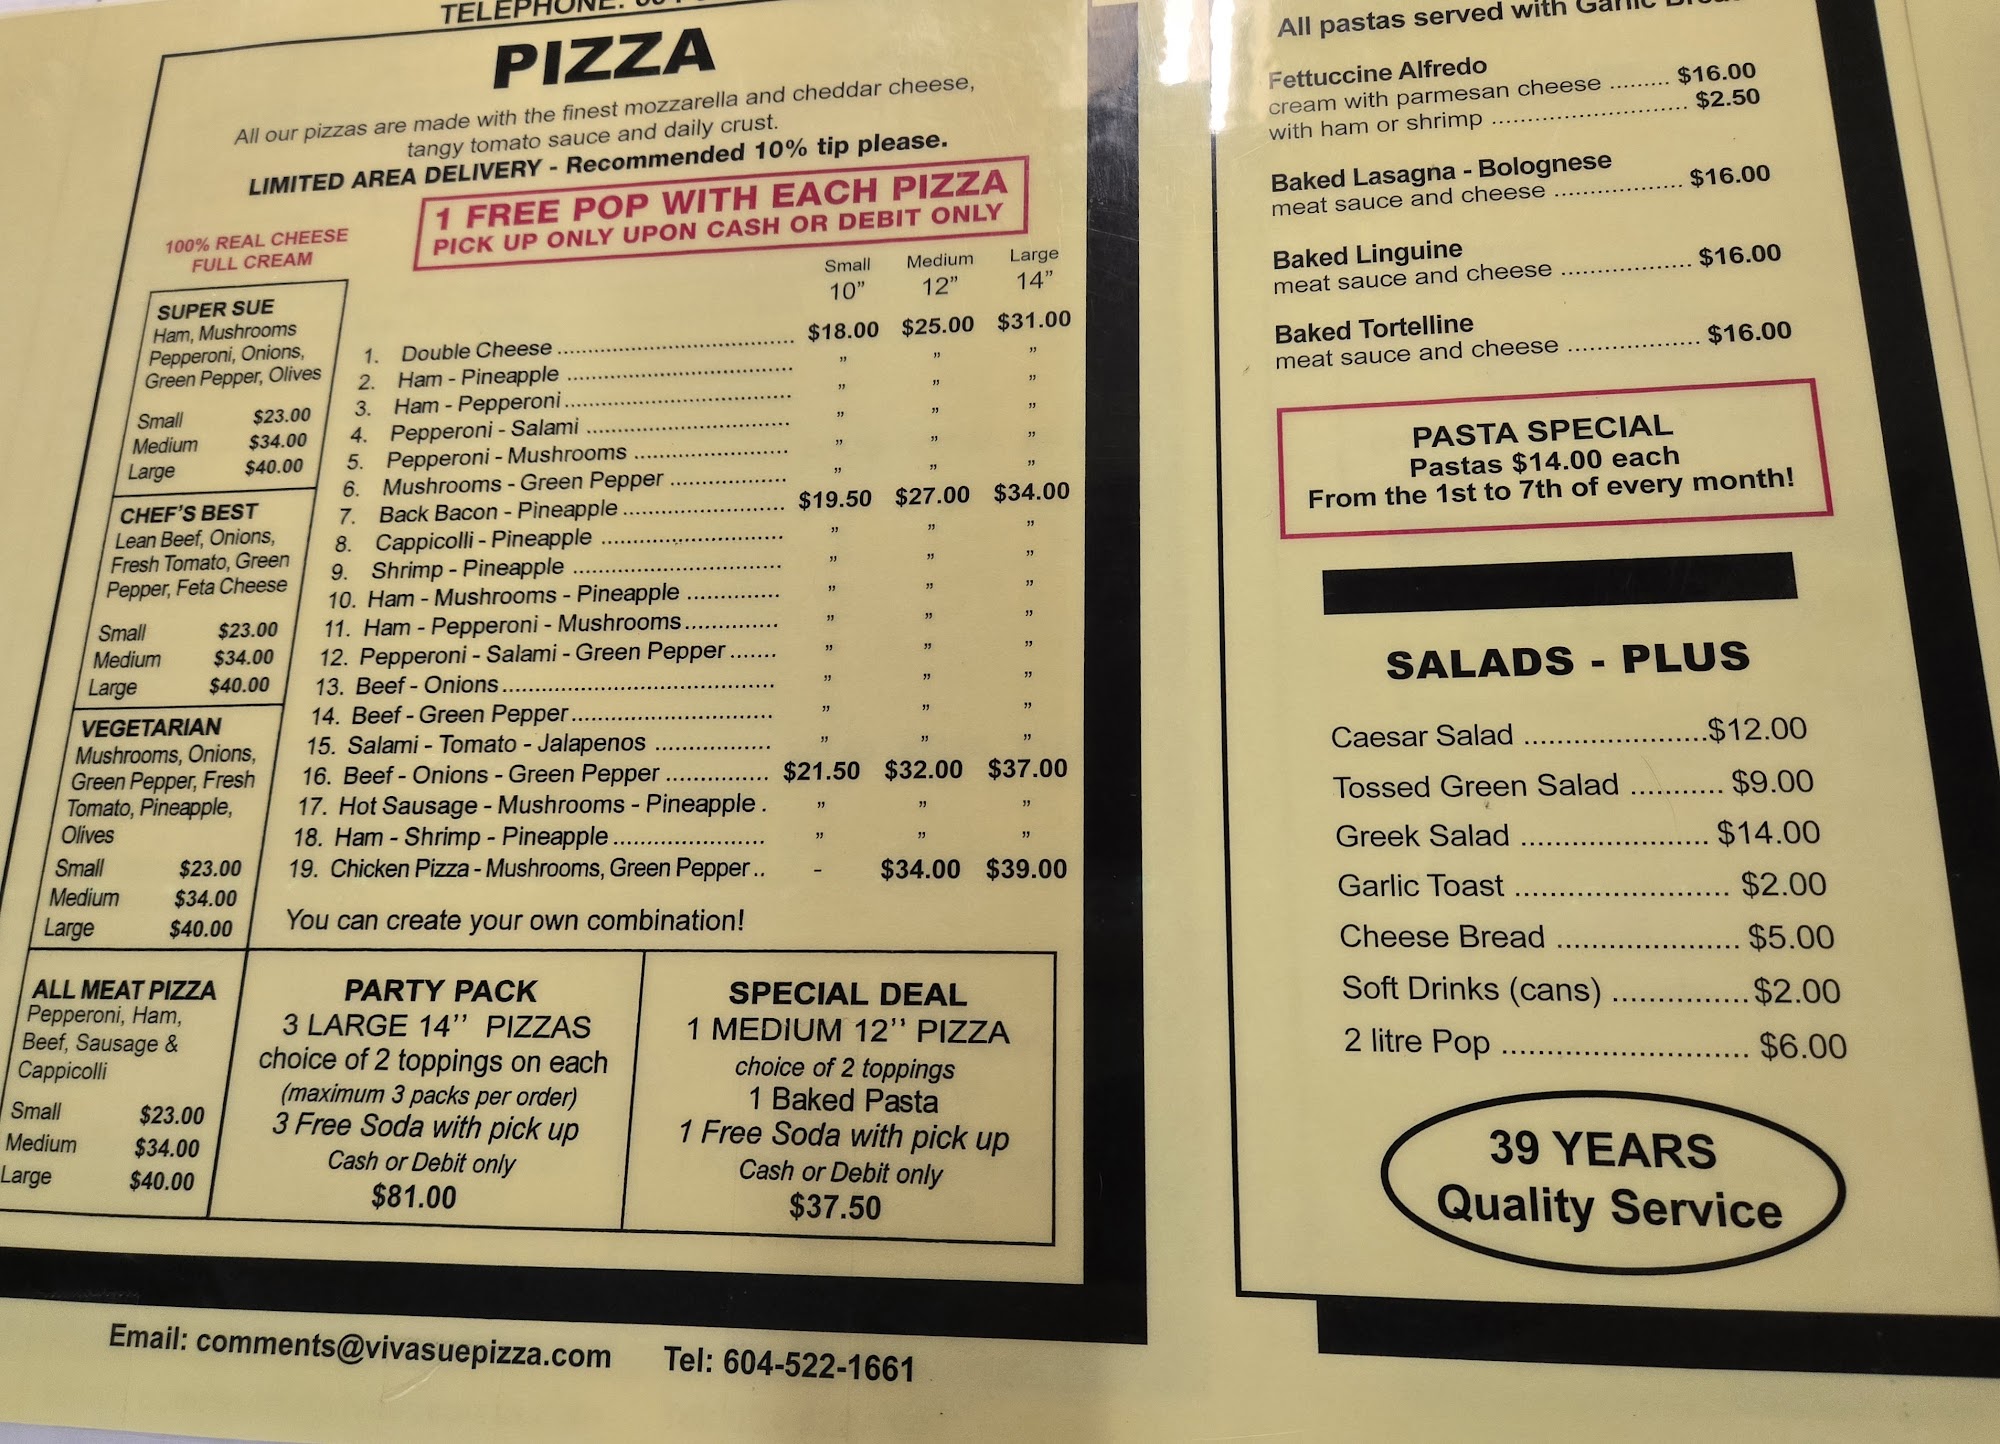 TELEPHONE:
PIZZA
All our pizzas are made with the finest mozzarella and cheddar cheese,
tangy tomato sauce and daily crust.
LIMITED AREA DELIVERY - Recommended 10% tip please.
1 FREE POP WITH EACH PIZZA
PICK UP ONLY UPON CASH OR DEBIT ONLY
100% REAL CHEESE
FULL CREAM
SUPER SUE
Ham, Mushrooms
Pepperoni, Onions,
Green Pepper, Olives
Small $23.00
Medium $34.00
Large $40.00
CHEF'S BEST
Lean Beef, Onions,
Fresh Tomato, Green
Pepper, Feta Cheese
Small $23.00
Medium $34.00
Large $40.00
VEGETARIAN
Mushrooms, Onions,
Green Pepper, Fresh
Tomato, Pineapple,
Olives
Small $23.00
Medium $34.00
Large $40.00
ALL MEAT PIZZA
Pepperoni, Ham,
Beef, Sausage &
Cappicolli
Small $23.00
Medium $34.00
Large $40.00
Small Medium Large
10” 12” 14”
1. Double Cheese ........ $18.00 $25.00 $31.00
2. Ham - Pineapple ........ ” ” ”
3. Ham - Pepperoni ........ ” ” ”
4. Pepperoni - Salami ........ ” ” ”
5. Pepperoni - Mushrooms ........ ” ” ”
6. Mushrooms - Green Pepper ........ ” ” ”
7. Back Bacon - Pineapple ........ $19.50 $27.00 $34.00
8. Cappicolli - Pineapple ........ ” ” ”
9. Shrimp - Pineapple ........ ” ” ”
10. Ham - Mushrooms - Pineapple ........ ” ” ”
11. Ham - Pepperoni - Mushrooms ........ ” ” ”
12. Pepperoni - Salami - Green Pepper ....... ” ” ”
13. Beef - Onions ........ ” ” ”
14. Beef - Green Pepper ........ ” ” ”
15. Salami - Tomato - Jalapenos ........ ” ” ”
16. Beef - Onions - Green Pepper ........ $21.50 $32.00 $37.00
17. Hot Sausage - Mushrooms - Pineapple . ” ” ”
18. Ham - Shrimp - Pineapple ........ ” ” ”
19. Chicken Pizza - Mushrooms, Green Pepper .. - $34.00 $39.00
You can create your own combination!
PARTY PACK
3 LARGE 14’’ PIZZAS
choice of 2 toppings on each
(maximum 3 packs per order)
3 Free Soda with pick up
Cash or Debit only
$81.00
SPECIAL DEAL
1 MEDIUM 12’’ PIZZA
choice of 2 toppings
1 Baked Pasta
1 Free Soda with pick up
Cash or Debit only
$37.50
Email: comments@vivasuepizza.com Tel: 604-522-1661
All pastas served with Garlic
Fettuccine Alfredo
cream with parmesan cheese ......... $16.00
with ham or shrimp ........ $2.50
Baked Lasagna - Bolognese
meat sauce and cheese ........ $16.00
Baked Linguine
meat sauce and cheese ........ $16.00
Baked Tortelline
meat sauce and cheese ........ $16.00
PASTA SPECIAL
Pastas $14.00 each
From the 1st to 7th of every month!
SALADS - PLUS
Caesar Salad ........ $12.00
Tossed Green Salad ........... $9.00
Greek Salad ........ $14.00
Garlic Toast ........ $2.00
Cheese Bread ........ $5.00
Soft Drinks (cans) ........ $2.00
2 litre Pop ........ $6.00
39 YEARS
Quality Service